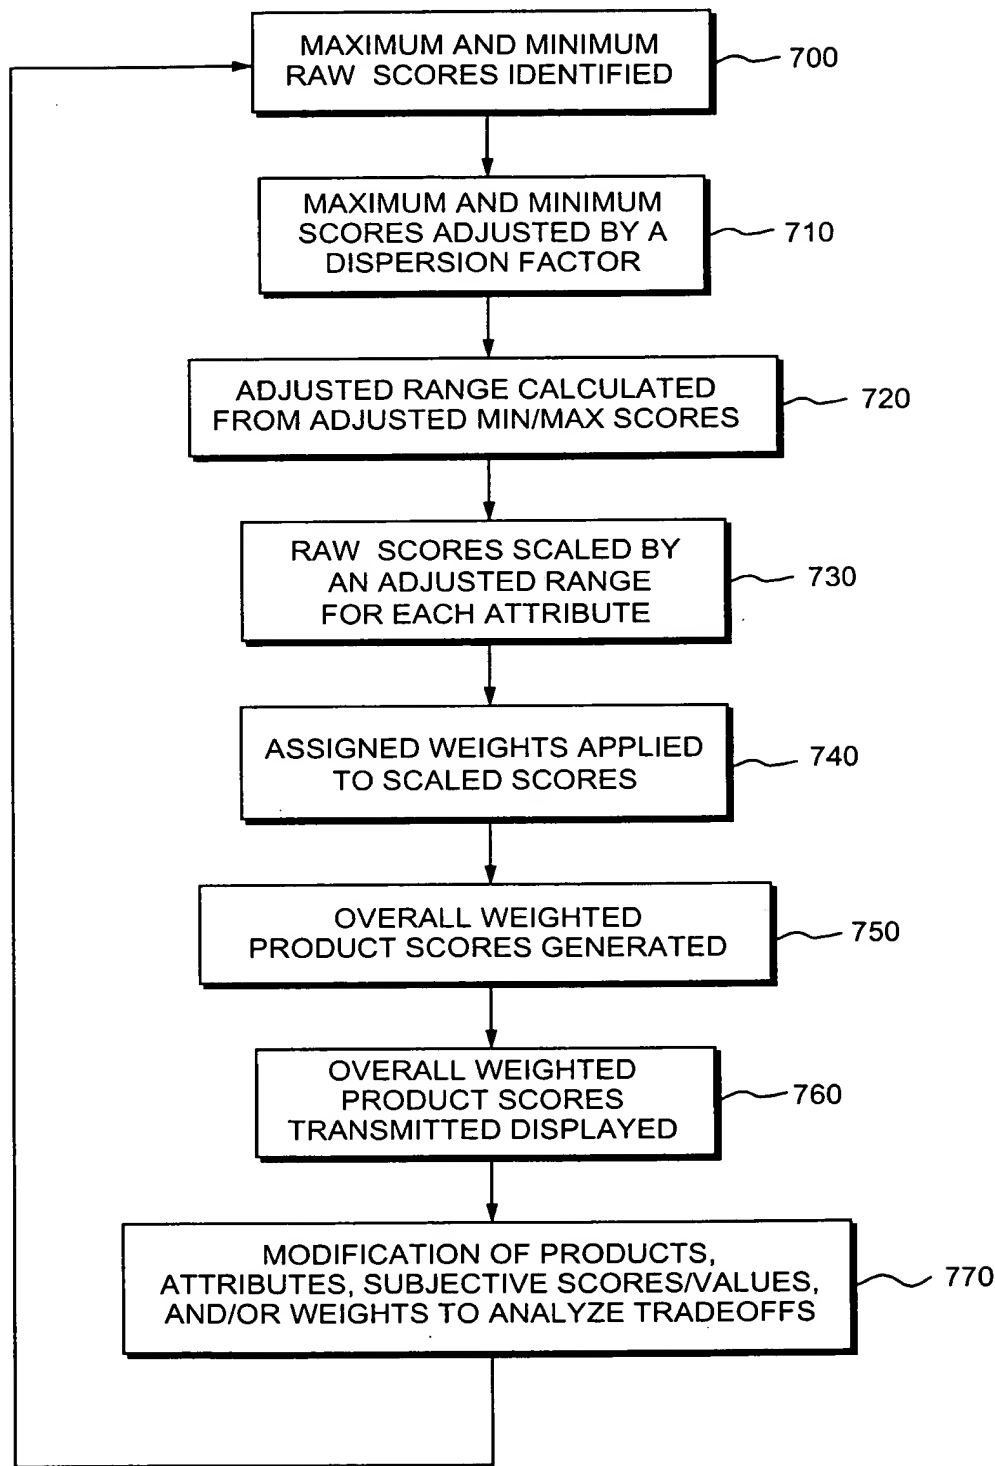 MAXIMUM AND MINIMUM
RAW SCORES IDENTIFIED
700
MAXIMUM AND MINIMUM
SCORES ADJUSTED BY A
DISPERSION FACTOR
710
ADJUSTED RANGE CALCULATED
FROM ADJUSTED MIN/MAX SCORES
720
RAW SCORES SCALED BY
AN ADJUSTED RANGE
FOR EACH ATTRIBUTE
730
ASSIGNED WEIGHTS APPLIED
TO SCALED SCORES
740
OVERALL WEIGHTED
PRODUCT SCORES GENERATED
750
OVERALL WEIGHTED
PRODUCT SCORES
TRANSMITTED DISPLAYED
760
MODIFICATION OF PRODUCTS,
ATTRIBUTES, SUBJECTIVE SCORES/VALUES,
AND/OR WEIGHTS TO ANALYZE TRADEOFFS
770